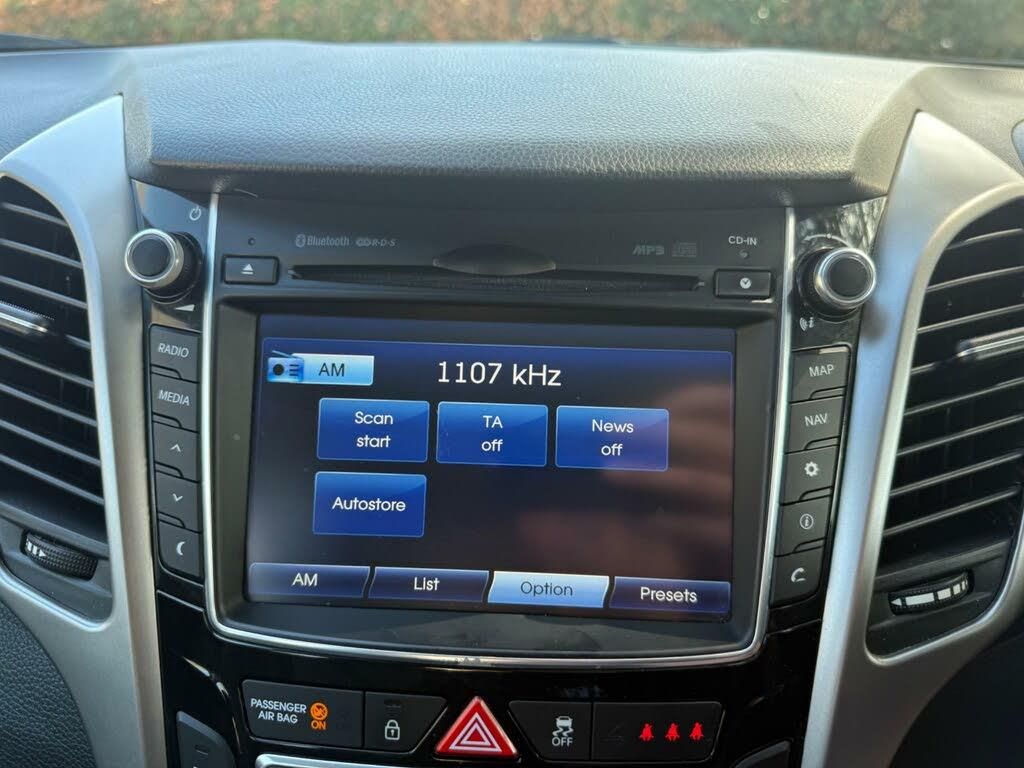 Bluetooth R·D·S MP3 CD-IN
RADIO
MEDIA
MAP
NAV
AM 1107 kHz
Scan
start
TA
off
News
off
Autostore
AM List Option Presets
PASSENGER
AIR BAG ON
OFF